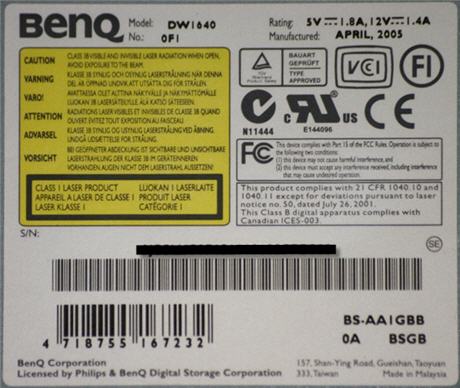 BenQ
Model: DW1640
No.: 0F1
Rating: 5V 1.8A, 12V 1.4A
Manufactured: APRIL, 2005
CAUTION CLASS 3B VISIBLE AND INVISIBLE LASER RADIATION WHEN OPEN,
AVOID EXPOSURE TO THE BEAM.
VARNING KLASS 3B SYNLIG OCH OSYNLIG LASERSTRÅLNING NÄR DENNA
DEL ÄR ÖPPNAD UNDVIK ATT UTSÄTTA DIG FÖR STRÅLEN.
VARO! AVATTAESSA OLET ALTTIINA NÄKYVÄLLE JA NÄKYMÄTTÖMÄLLE
LUOKAN 3B LASERSÄTEILYLLE ÄLÄ KATSO SÄTEESEEN.
ATTENTION RADIATIONS LASER VISIBLES ET INVISIBLES DE CLASSE 3B QUAND
OUVERT EVITEZ TOUT EXPOSITION AU FAISCEAU
ADVARSEL KLASSE 3B SYNLIG OG USYNLIG LASERSTRÅLING VED ÅBNING
UNDGÅ UDSÆTTELSE FOR STRÅLING.
VORSICHT BEI GEÖFFNETER ABDECKUNG IST SICHTBARE UND UNSICHTBARE
LASERSTRAHLUNG DER KLASSE 3B IM GERÄTEINNEREN
VORHANDEN AUGEN NICHT DEM LASERSTRAHL AUSSETZEN!
CLASS 1 LASER PRODUCT LUOKAN 1 LASERLAITE
APPAREIL A LASER DE CLASSE 1 PRODUIT LASER
LASER KLASSE 1 CATÉGORIE 1
TÜV
BAUART GEPRÜFT
TYPE APPROVED
VCI
FI
N11444
c RU us
E144096
CE
FC This device complies with Part 15 of the FCC Rules. Operation is subject to
the following two conditions:
(1) this device may not cause harmful interference, and
(2) this device must accept any interference received, including interference
that may cause undesired operation.
This product complies with 21 CFR 1040.10 and
1040.11 except for deviations pursuant to laser
notice no. 50, dated July 26, 2001.
This Class B digital apparatus complies with
Canadian ICES-003.
S/N:
SE
4 718755 167232
BS-AA1GBB
0A BSGB
BenQ Corporation
Licensed by Philips & BenQ Digital Storage Corporation
157, Shan-Ying Road, Gueishan, Taoyuan
333, Taiwan
Made in Malaysia